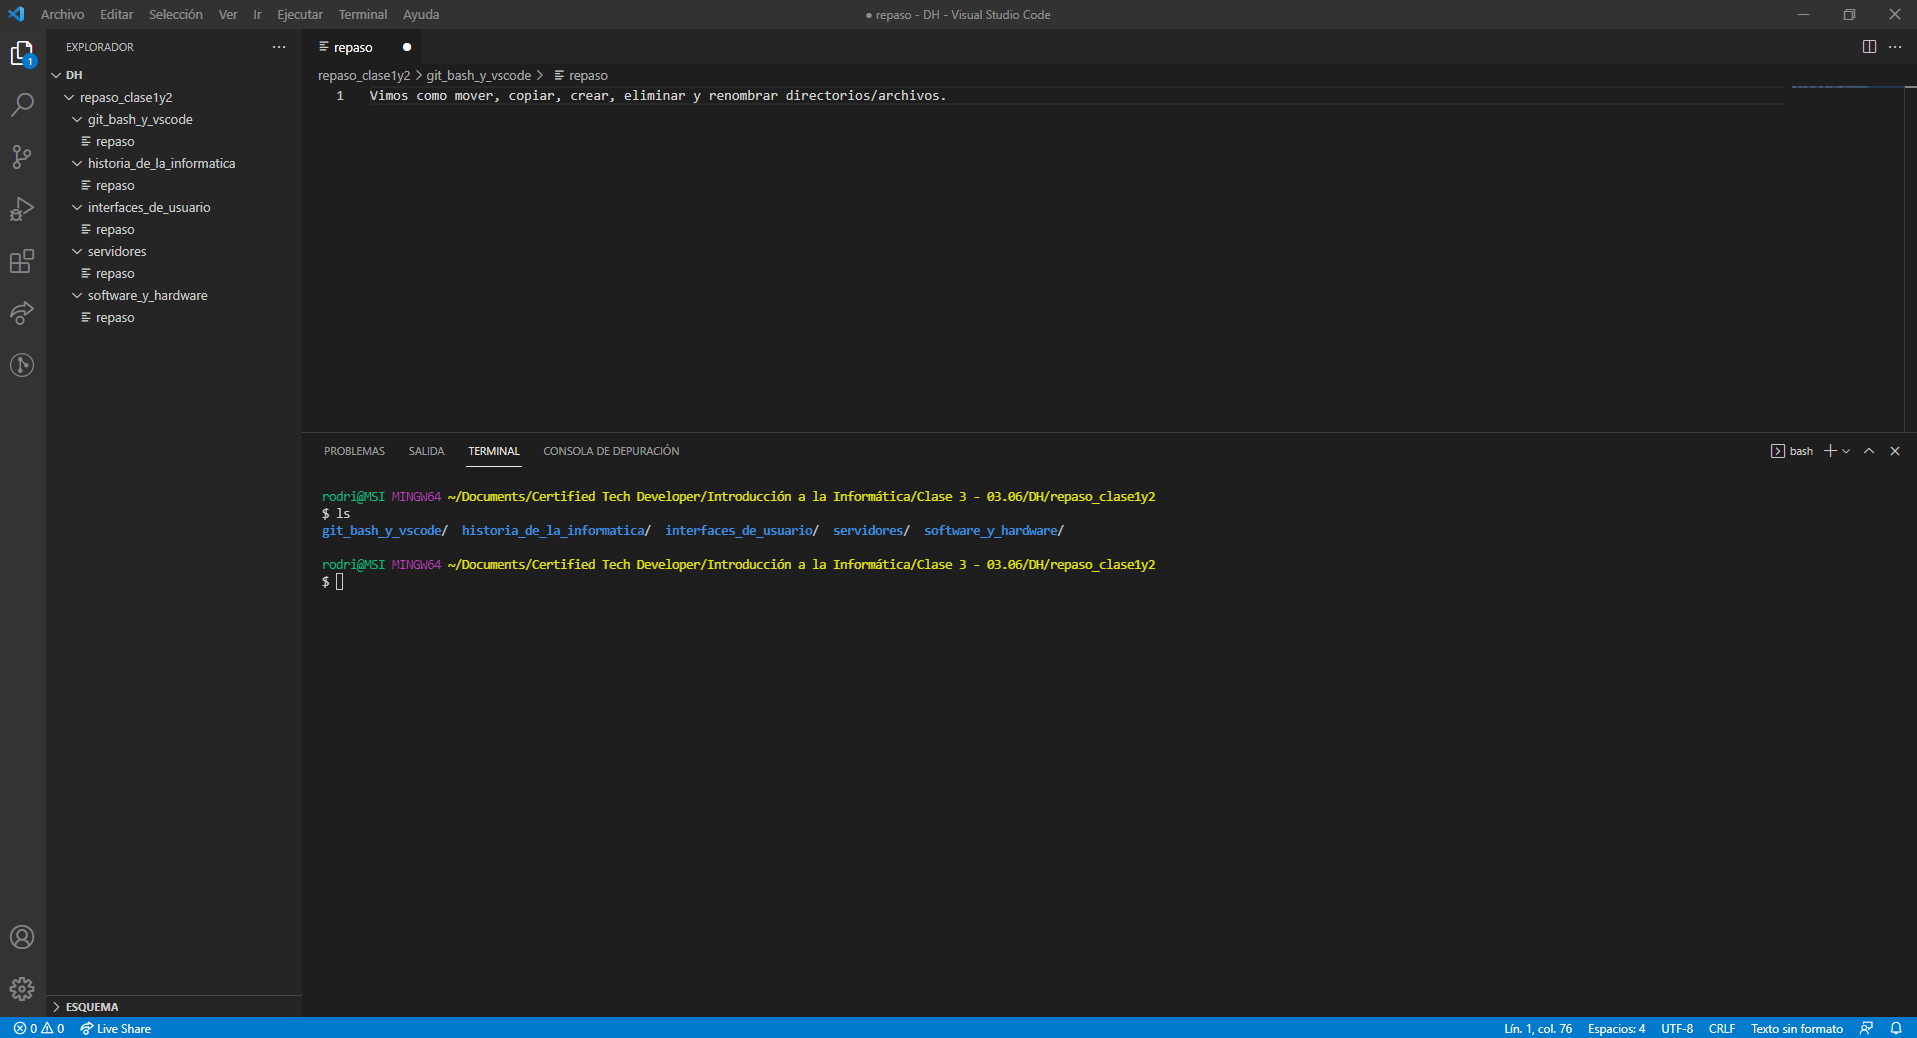 Archivo Editar Selección Ver Ir Ejecutar Terminal Ayuda
● repaso - DH - Visual Studio Code
EXPLORADOR
1
DH
repaso_clase1y2
git_bash_y_vscode
repaso
historia_de_la_informatica
repaso
interfaces_de_usuario
repaso
servidores
repaso
software_y_hardware
repaso
ESQUEMA
repaso
repaso_clase1y2 > git_bash_y_vscode > repaso
1 Vimos como mover, copiar, crear, eliminar y renombrar directorios/archivos.
PROBLEMAS SALIDA TERMINAL CONSOLA DE DEPURACIÓN
bash
rodri@MSI MINGW64 ~/Documents/Certified Tech Developer/Introducción a la Informática/Clase 3 - 03.06/DH/repaso_clase1y2
$ ls
git_bash_y_vscode/ historia_de_la_informatica/ interfaces_de_usuario/ servidores/ software_y_hardware/
rodri@MSI MINGW64 ~/Documents/Certified Tech Developer/Introducción a la Informática/Clase 3 - 03.06/DH/repaso_clase1y2
$
0 0 Live Share
Lín. 1, col. 76 Espacios: 4 UTF-8 CRLF Texto sin formato